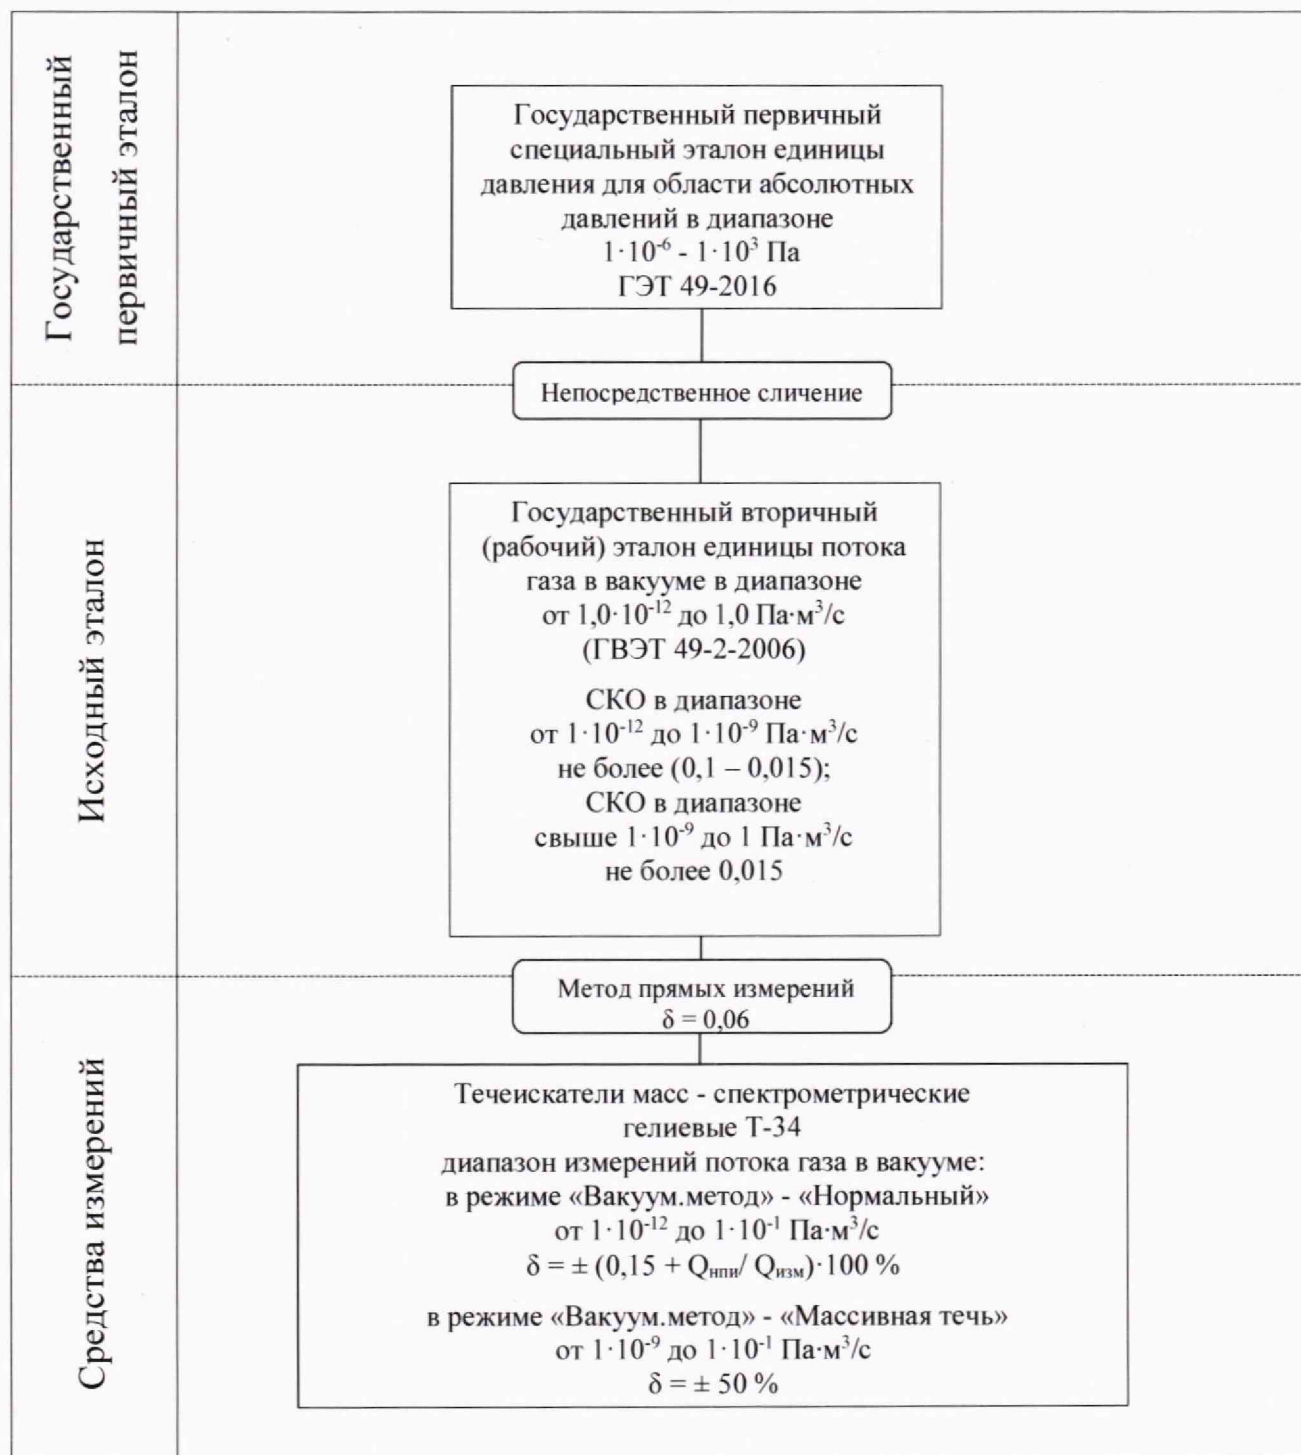 Государственный
первичный эталон
Государственный первичный
специальный эталон единицы
давления для области абсолютных
давлений в диапазоне
1·10⁻⁶ - 1·10³ Па
ГЭТ 49-2016
Непосредственное сличение
Исходный эталон
Государственный вторичный
(рабочий) эталон единицы потока
газа в вакууме в диапазоне
от 1,0·10⁻¹² до 1,0 Па·м³/с
(ГВЭТ 49-2-2006)
СКО в диапазоне
от 1·10⁻¹² до 1·10⁻⁹ Па·м³/с
не более (0,1 – 0,015);
СКО в диапазоне
свыше 1·10⁻⁹ до 1 Па·м³/с
не более 0,015
Метод прямых измерений
δ = 0,06
Средства измерений
Течеискатели масс - спектрометрические
гелиевые Т-34
диапазон измерений потока газа в вакууме:
в режиме «Вакуум.метод» - «Нормальный»
от 1·10⁻¹² до 1·10⁻¹ Па·м³/с
δ = ± (0,15 + Qнпи/ Qизм)·100 %
в режиме «Вакуум.метод» - «Массивная течь»
от 1·10⁻⁹ до 1·10⁻¹ Па·м³/с
δ = ± 50 %